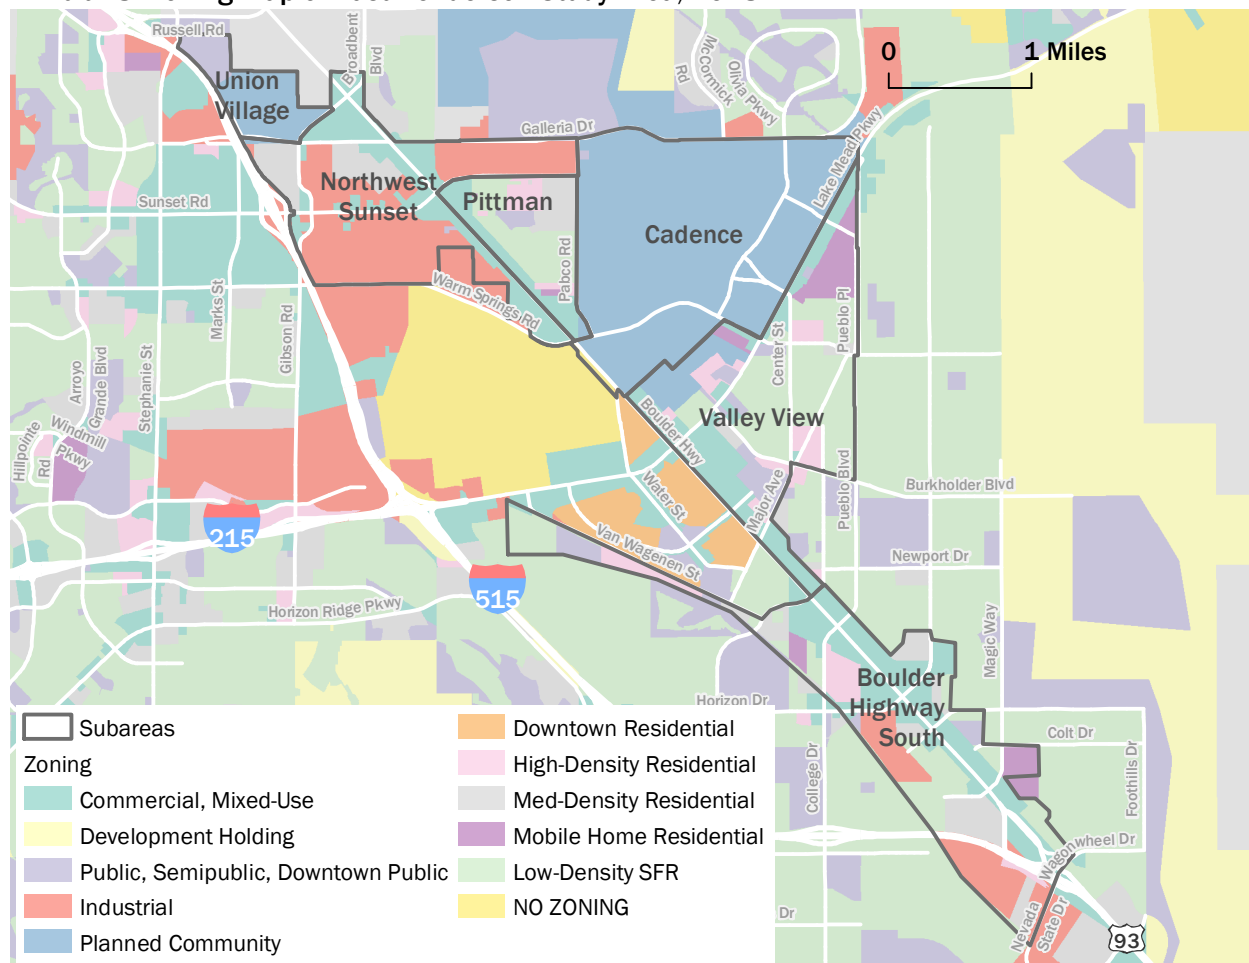 Russell Rd
Broadbent
Blvd
McCormick
Rd
Olivia Pkwy
0
1 Miles
Union
Village
Galleria Dr
Lake Mead Pkwy
Northwest
Sunset
Pittman
Sunset Rd
Cadence
Pabco Rd
Warm Springs Rd
Marks St
Gibson Rd
Center St
Pueblo Pl
Stephanie St
Arroyo
Grande Blvd
Windmill
Pkwy
Hillpointe
Rd
Boulder Hwy
Valley View
Water St
Major Ave
Pueblo Blvd
Burkholder Blvd
Van Wagenen St
215
Newport Dr
515
Horizon Ridge Pkwy
Magic Way
Boulder
Highway
South
Horizon Dr
Colt Dr
College Dr
Foothills Dr
Wagonwheel Dr
Dr
Nevada
State Dr
93
Subareas
Zoning
Commercial, Mixed-Use
Development Holding
Public, Semipublic, Downtown Public
Industrial
Planned Community
Downtown Residential
High-Density Residential
Med-Density Residential
Mobile Home Residential
Low-Density SFR
NO ZONING